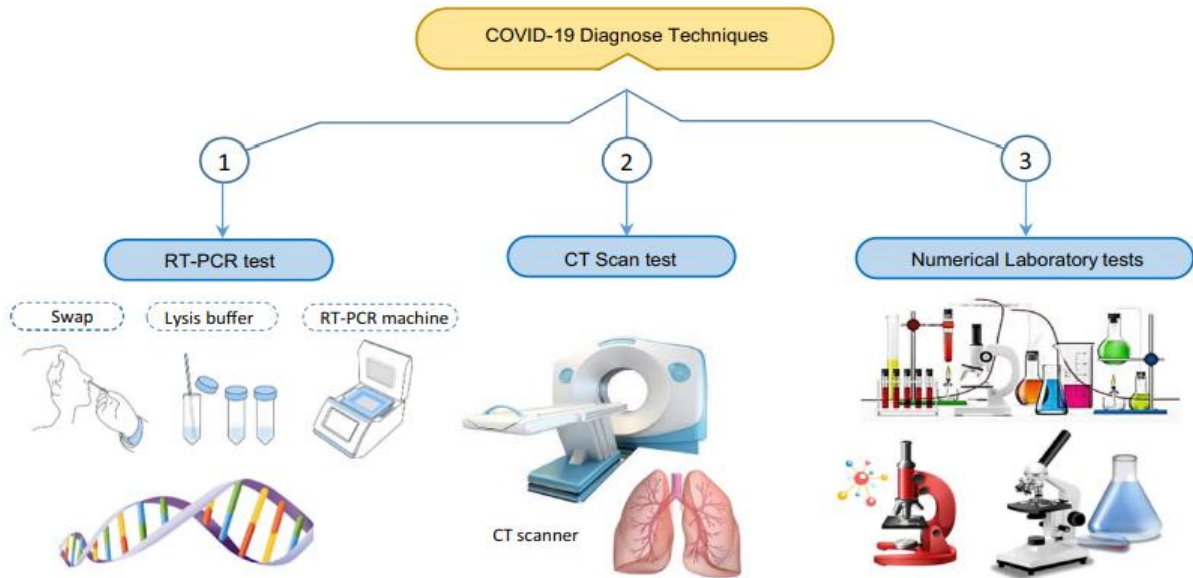 COVID-19 Diagnose Techniques
1
2
3
RT-PCR test
CT Scan test
Numerical Laboratory tests
Swap
Lysis buffer
RT-PCR machine
CT scanner